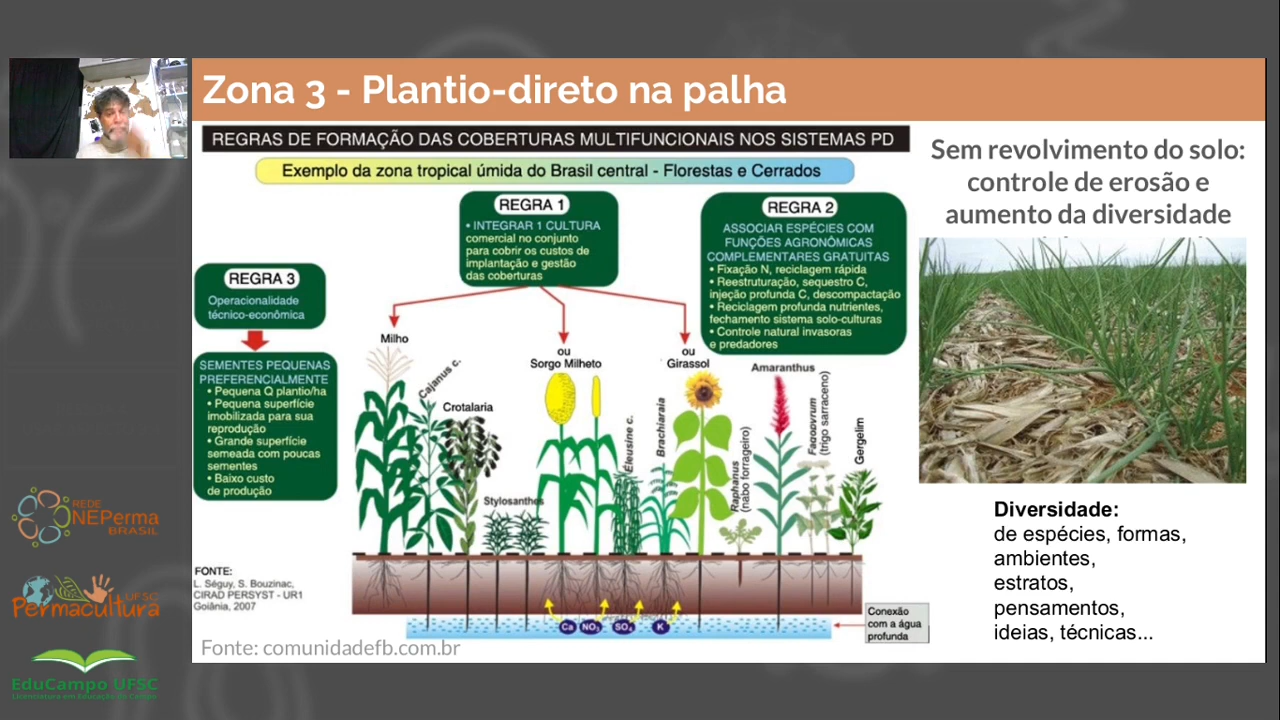 Zona 3 - Plantio-direto na palha
REGRAS DE FORMAÇÃO DAS COBERTURAS MULTIFUNCIONAIS NOS SISTEMAS PD
Exemplo da zona tropical úmida do Brasil central - Florestas e Cerrados
REGRA 1
• INTEGRAR 1 CULTURA
comercial no conjunto
para cobrir os custos de
implantação e gestão
das coberturas
REGRA 2
ASSOCIAR ESPÉCIES COM
FUNÇÕES AGRONÔMICAS
COMPLEMENTARES GRATUITAS
• Fixação N, reciclagem rápida
• Reestruturação, sequestro C,
injeção profunda C, descompactação
• Reciclagem profunda nutrientes,
fechamento sistema solo-culturas
• Controle natural invasoras
e predadores
REGRA 3
Operacionalidade
técnico-econômica
SEMENTES PEQUENAS
PREFERENCIALMENTE
• Pequena Q plantio/ha
• Pequena superfície
imobilizada para sua
reprodução
• Grande superfície
semeada com poucas
sementes
• Baixo custo
de produção
Milho
Cajanus c.
Crotalaria
Stylosanthes
ou
Sorgo Milheto
Eleusine c.
Brachiaraia
ou
Girassol
Raphanus
(nabo forrageiro)
Amaranthus
Fagopyrum
(trigo sarraceno)
Gergelim
Ca
NO3
SO4
K
Conexão
com a água
profunda
FONTE:
L. Séguy, S. Bouzinac,
CIRAD PERSYST - UR1
Goiânia, 2007
Fonte: comunidadefb.com.br
Sem revolvimento do solo:
controle de erosão e
aumento da diversidade
Diversidade:
de espécies, formas,
ambientes,
estratos,
pensamentos,
ideias, técnicas...
REDE
NEPerma
BRASIL
UFSC
Permacultura
EduCampo UFSC
Licenciatura em Educação do Campo